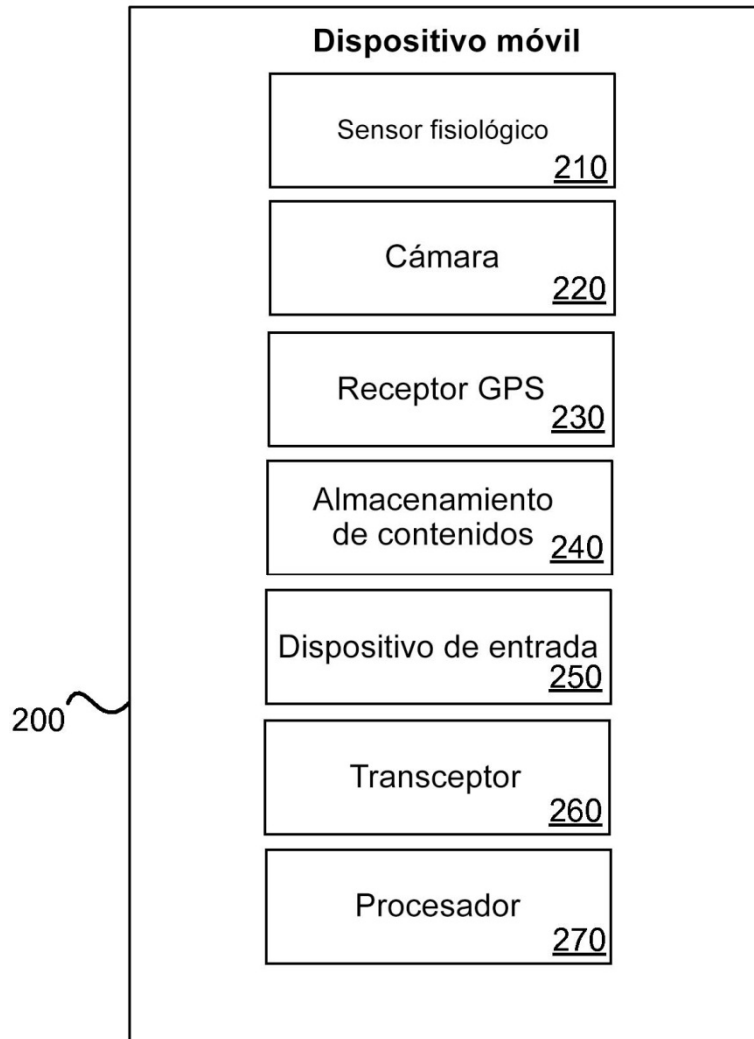 Dispositivo móvil
Sensor fisiológico
210
Cámara
220
Receptor GPS
230
Almacenamiento
de contenidos
240
Dispositivo de entrada
250
200
Transceptor
260
Procesador
270